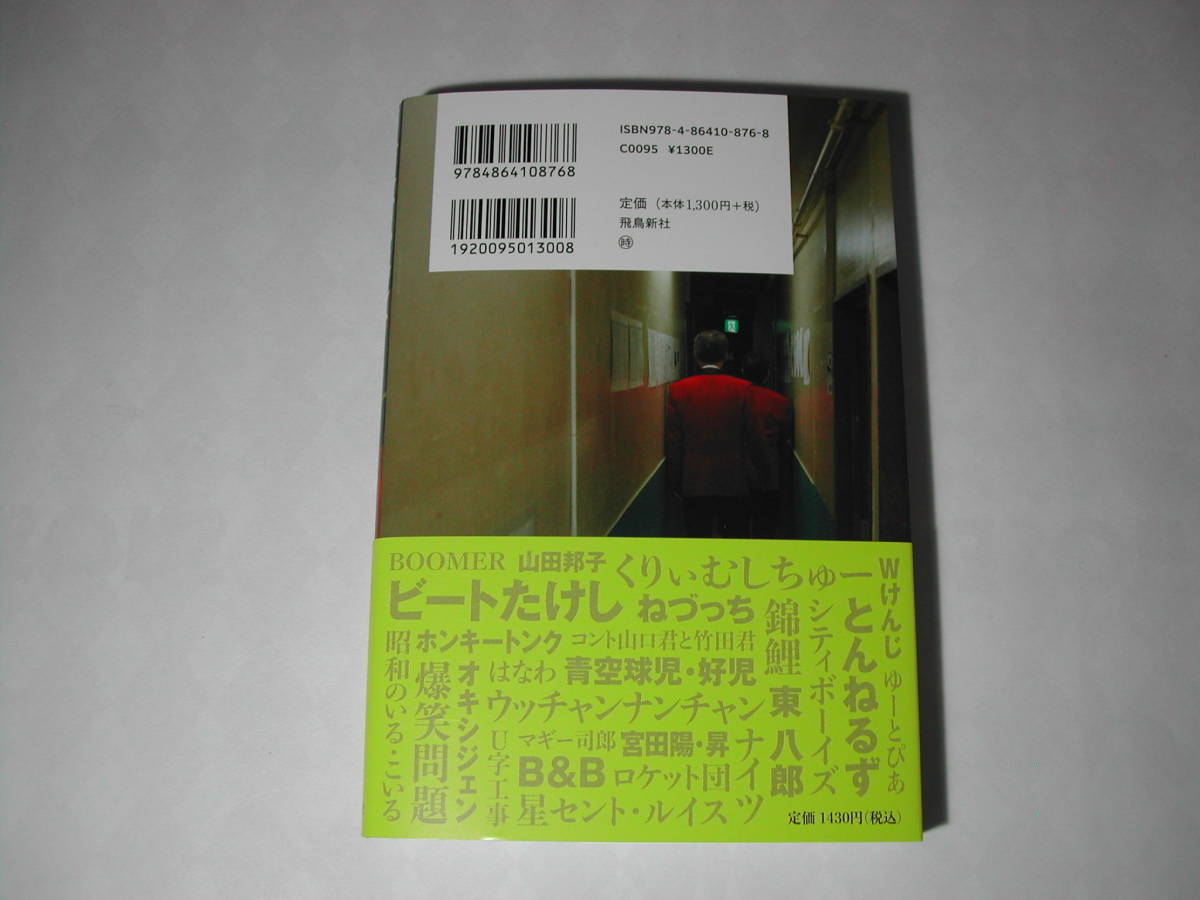 ISBN978-4-86410-876-8
C0095 ¥1300E
9784864108768
1920095013008
定価（本体1,300円＋税）
飛鳥新社
時
BOOMER
山田邦子
くりぃむしちゅー
ビートたけし
ねづっち
Wけんじ
ゆーとぴあ
とんねるず
シティボーイズ
錦鯉
東八郎
昭和のいる・こいる
ホンキートンク
コント山口君と竹田君
爆笑問題
オキシジェン
はなわ
青空球児・好児
ウッチャンナンチャン
U字工事
マギー司郎
宮田陽・昇
ナイツ
B&B
ロケット団
星セント・ルイス
定価 1430円（税込）